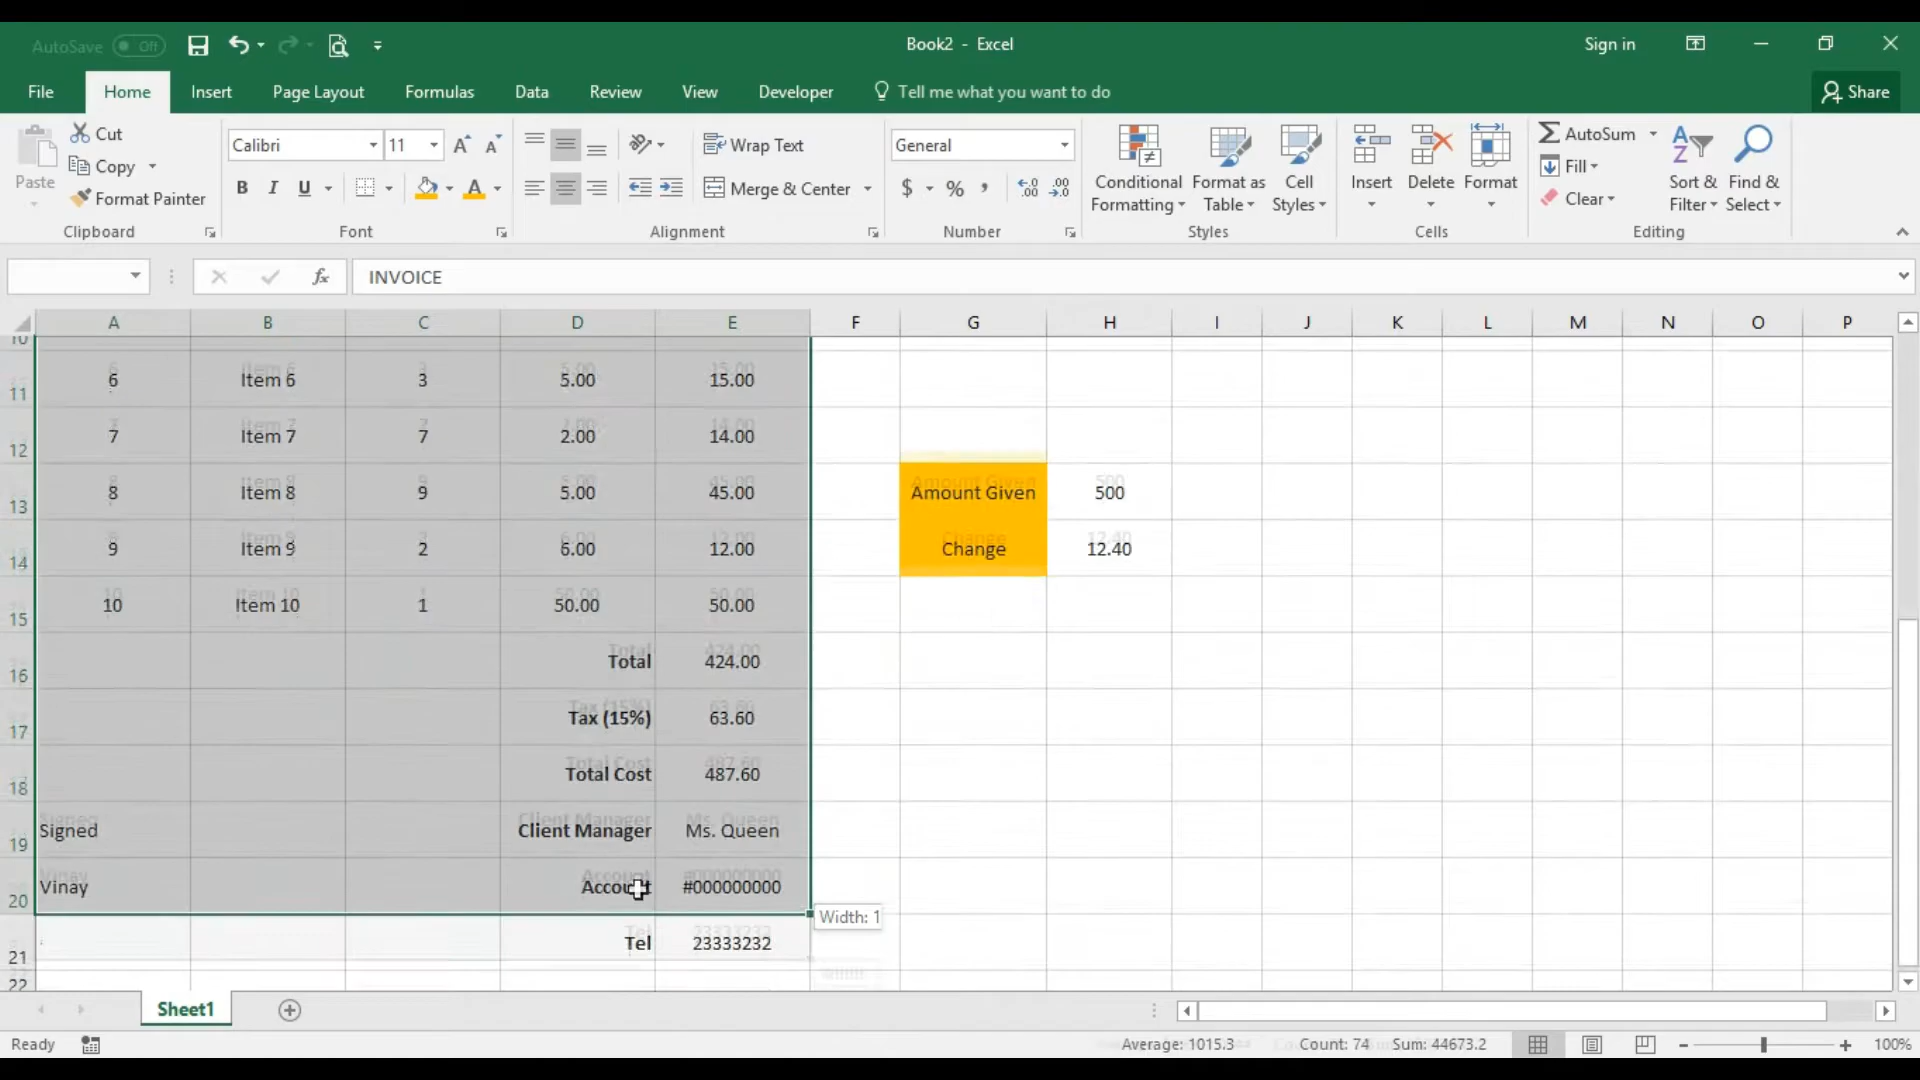 AutoSave Off Book2 - Excel Sign in
File Home Insert Page Layout Formulas Data Review View Developer Tell me what you want to do Share
Paste Cut Copy Format Painter
Clipboard
Calibri 11
B I U A
Font
Wrap Text
Merge & Center
Alignment
General
$ % ,
Number
Conditional Formatting Format as Table Cell Styles
Styles
Insert Delete Format
Cells
AutoSum
Fill
Clear
Sort & Filter Find & Select
Editing
fx INVOICE
A B C D E F G H I J K L M N O P
10
11 6 Item 6 3 5.00 15.00
12 7 Item 7 7 2.00 14.00
13 8 Item 8 9 5.00 45.00 Amount Given 500
14 9 Item 9 2 6.00 12.00 Change 12.40
15 10 Item 10 1 50.00 50.00
16 Total 424.00
17 Tax (15%) 63.60
18 Total Cost 487.60
19 Signed Client Manager Ms. Queen
20 Vinay Account #000000000
Width: 1
21 Tel 23333232
22
Sheet1
Ready Average: 1015.3 Count: 74 Sum: 44673.2 100%